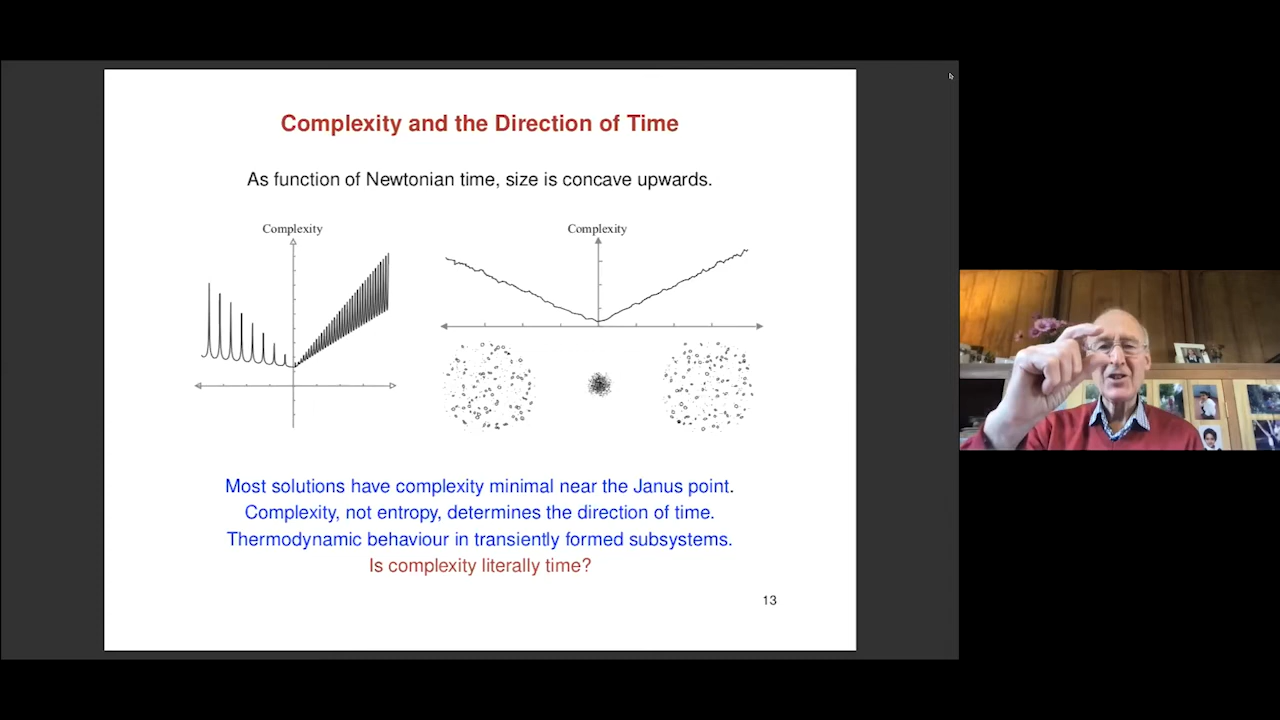 Complexity and the Direction of Time
As function of Newtonian time, size is concave upwards.
Complexity
Complexity
Most solutions have complexity minimal near the Janus point.
Complexity, not entropy, determines the direction of time.
Thermodynamic behaviour in transiently formed subsystems.
Is complexity literally time?
13